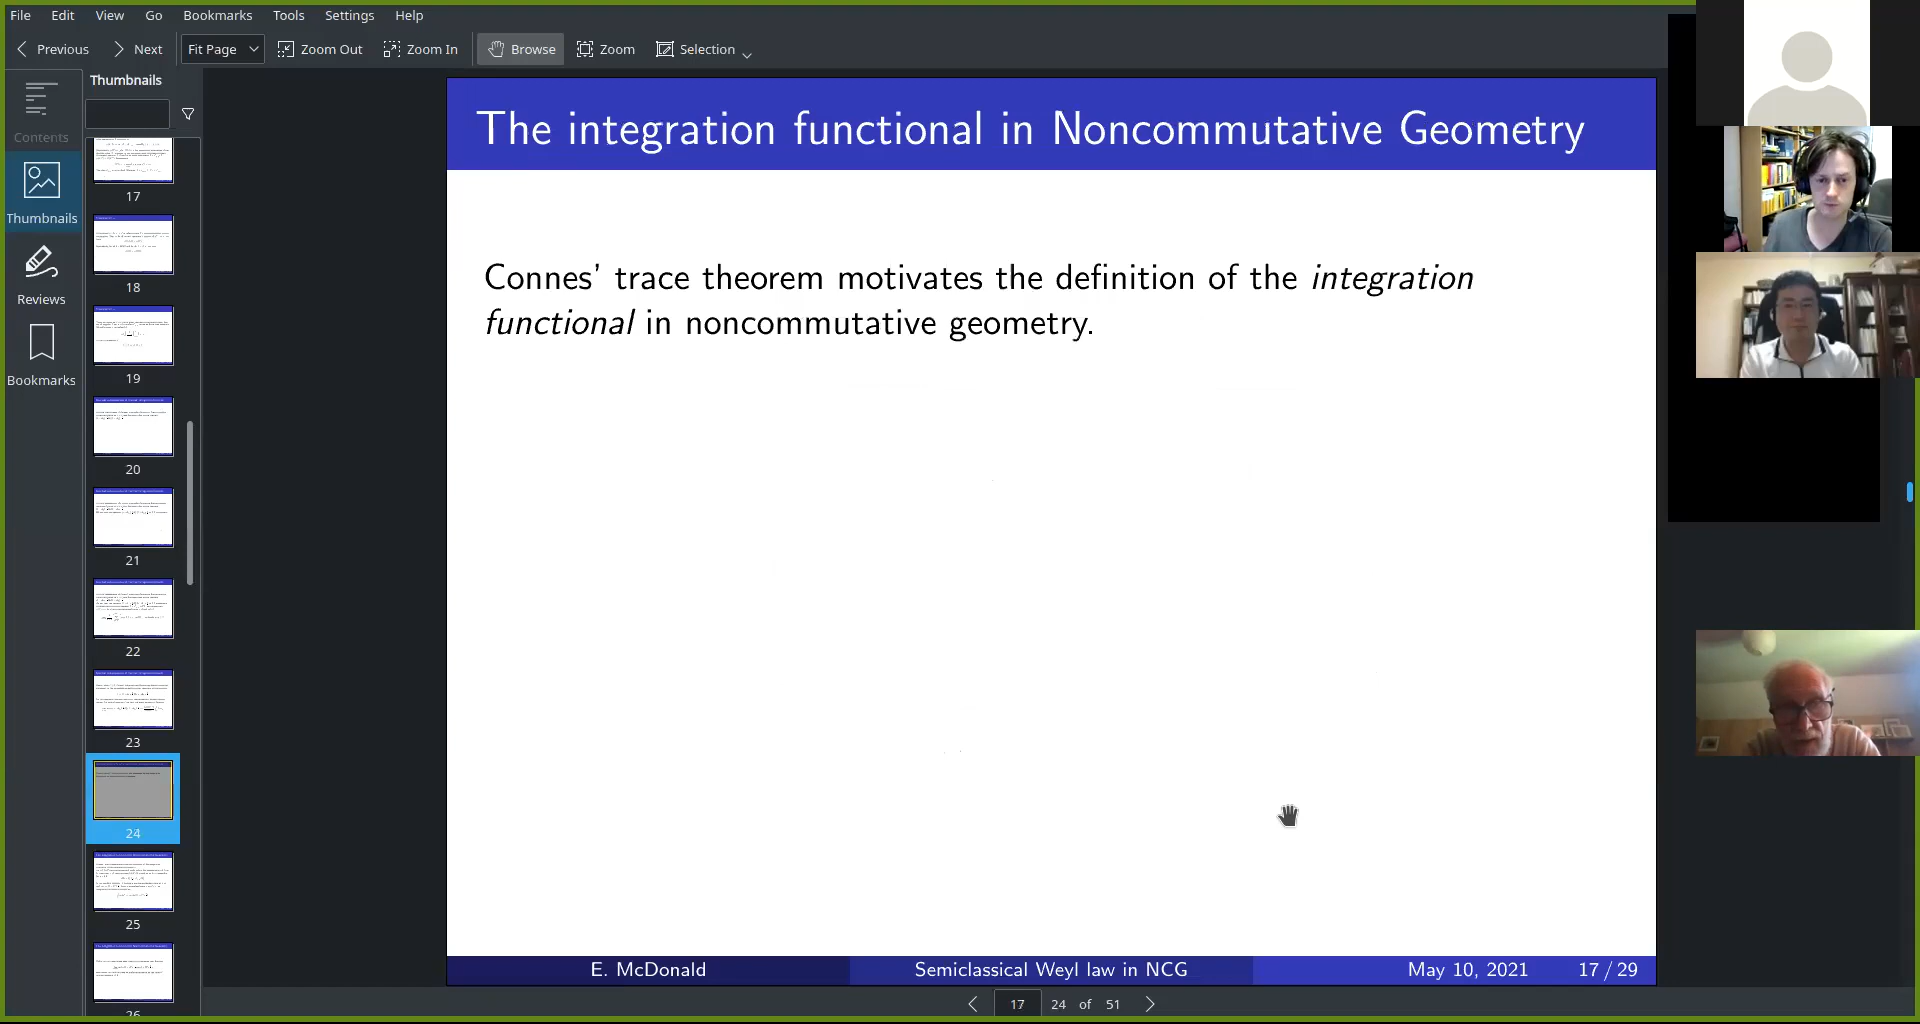 File Edit View Go Bookmarks Tools Settings Help
Previous Next Fit Page Zoom Out Zoom In Browse Zoom Selection
Contents
Thumbnails
Reviews
Bookmarks
Thumbnails
17
18
19
20
21
22
23
24
25
26
The integration functional in Noncommutative Geometry
Connes' trace theorem motivates the definition of the integration
functional in noncommutative geometry.
E. McDonald Semiclassical Weyl law in NCG May 10, 2021 17 / 29
17 24 of 51